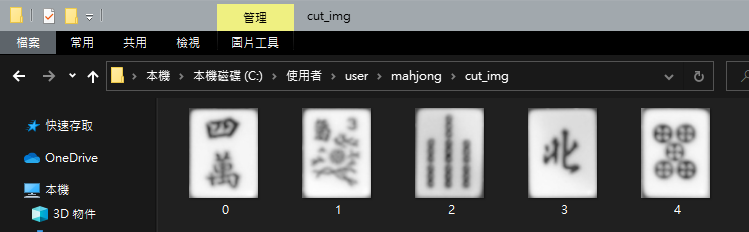 管理
cut_img
檔案
常用
共用
檢視
圖片工具
本機 > 本機磁碟 (C:) > 使用者 > user > mahjong > cut_img
快速存取
OneDrive
本機
3D 物件
四
萬
3
北
0
1
2
3
4